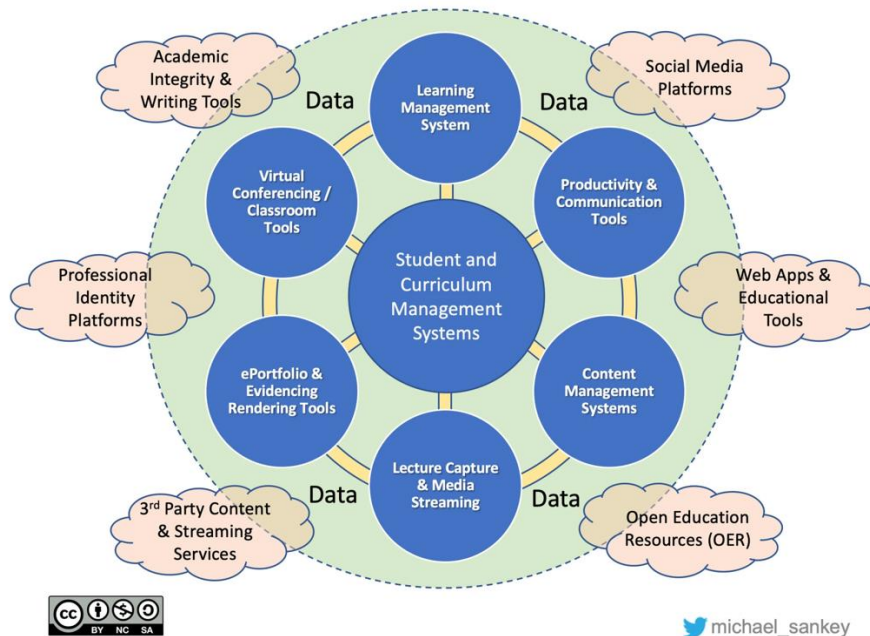 Academic
Integrity &
Writing Tools
Data
Learning
Management
System
Data
Social Media
Platforms
Virtual
Conferencing /
Classroom
Tools
Productivity &
Communication
Tools
Professional
Identity
Platforms
Student and
Curriculum
Management
Systems
Web Apps &
Educational
Tools
ePortfolio &
Evidencing
Rendering Tools
Content
Management
Systems
Lecture Capture
& Media
Streaming
Data
Data
3rd Party Content
& Streaming
Services
Open Education
Resources (OER)
cc
BY NC SA
michael_sankey